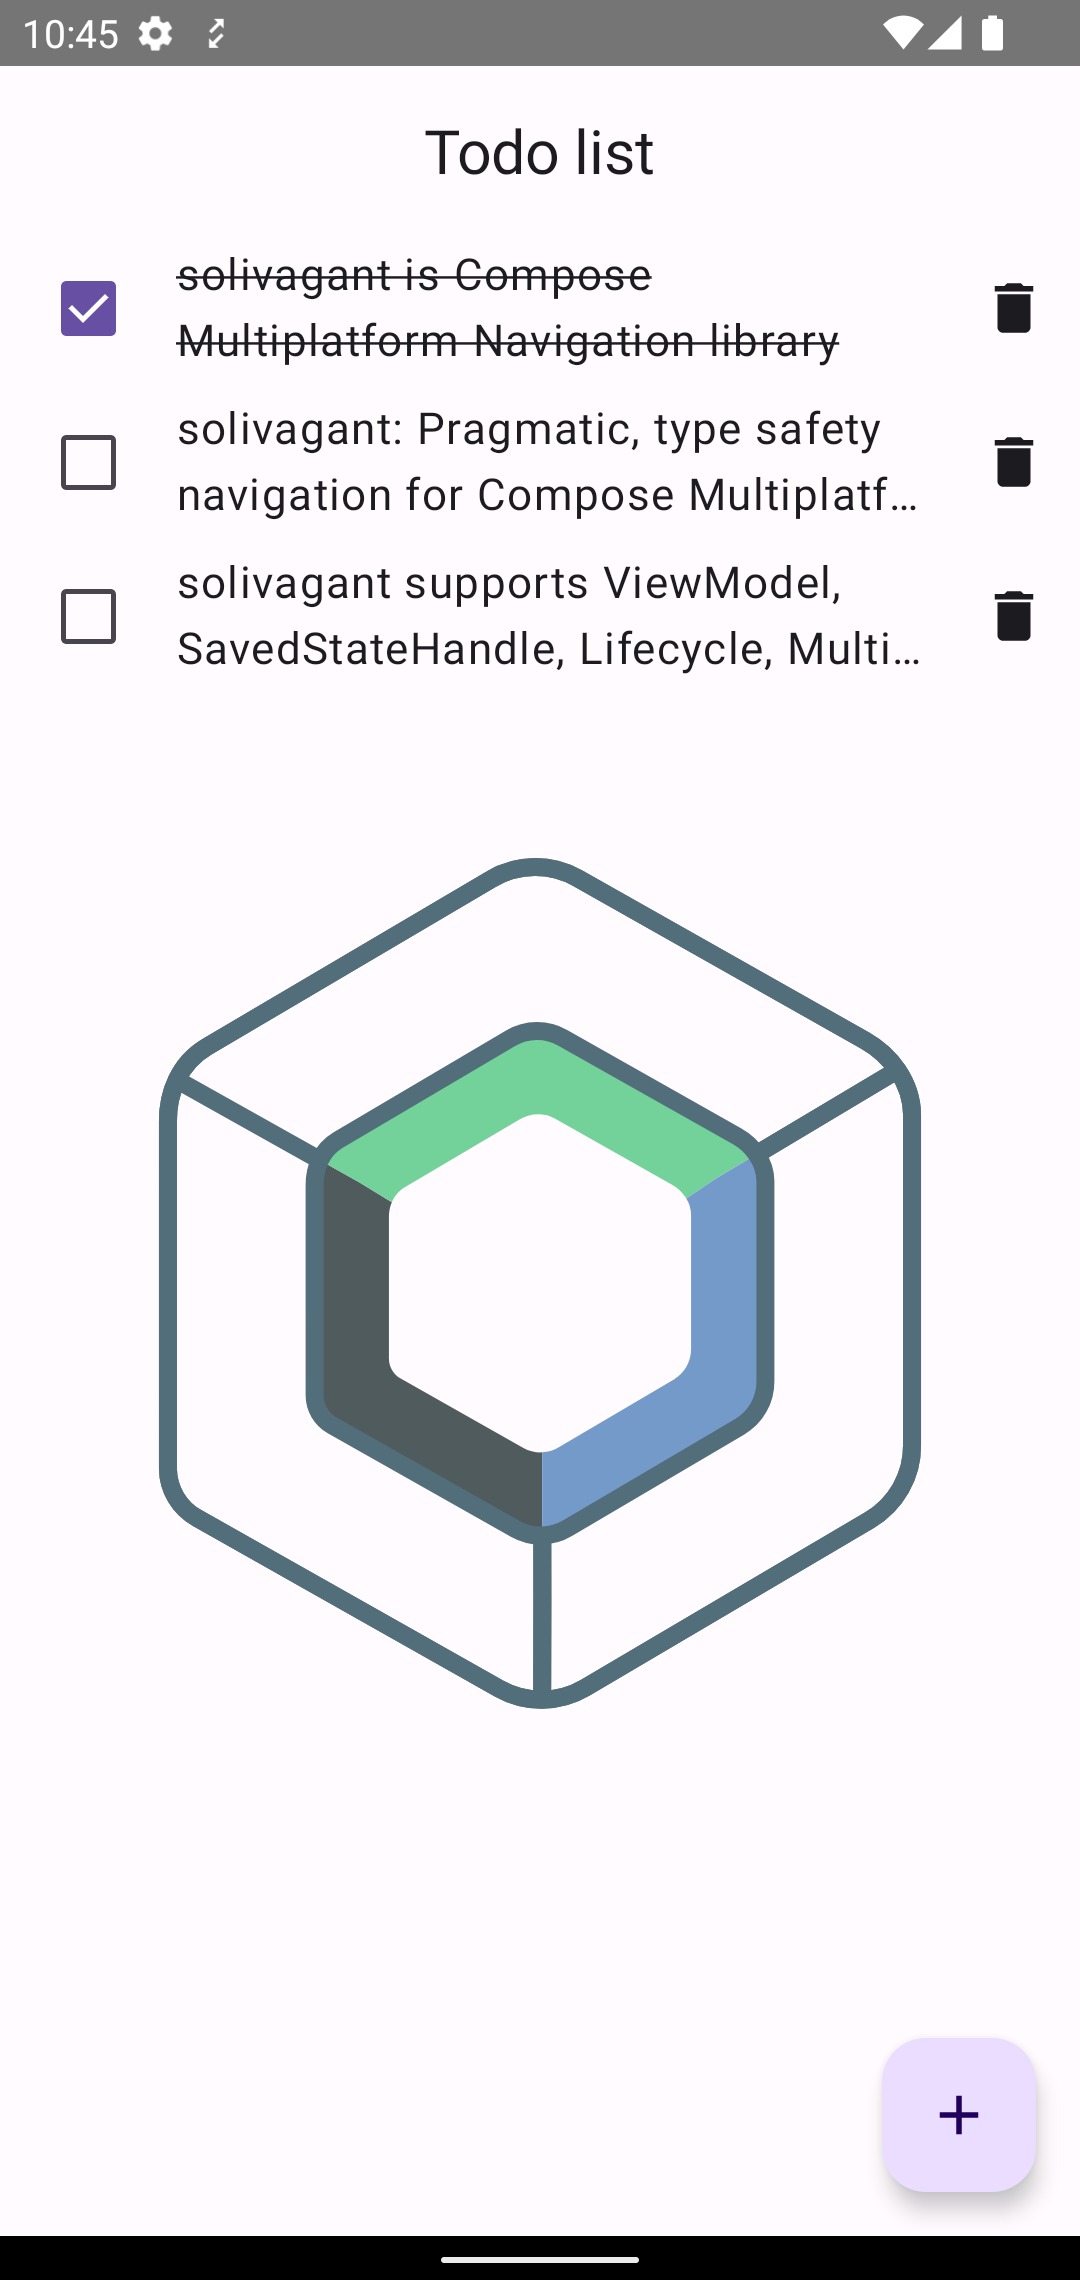 10:45
Todo list
solivagant is Compose
Multiplatform Navigation library
solivagant: Pragmatic, type safety
navigation for Compose Multiplatf…
solivagant supports ViewModel,
SavedStateHandle, Lifecycle, Multi…